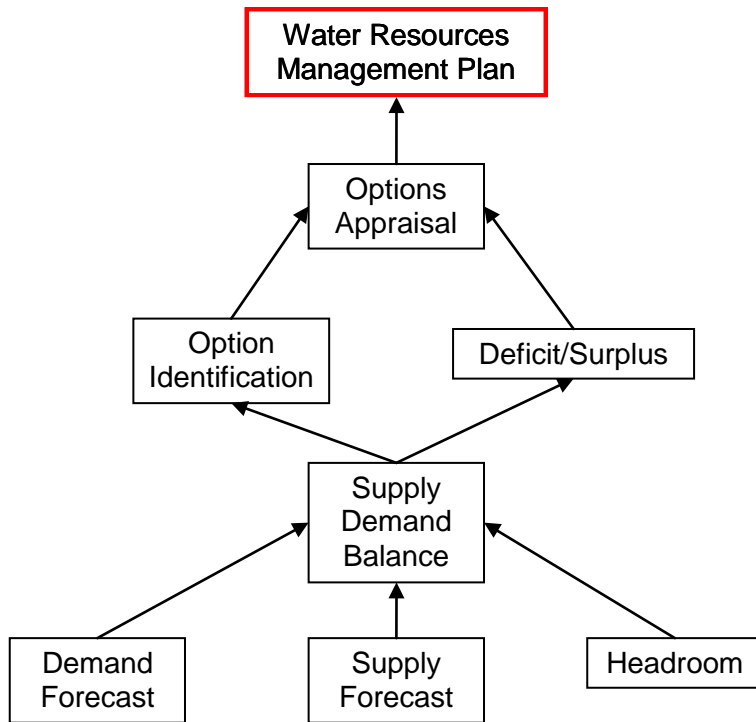 Water Resources
Management Plan
Options
Appraisal
Option
Identification
Deficit/Surplus
Supply
Demand
Balance
Demand
Forecast
Supply
Forecast
Headroom